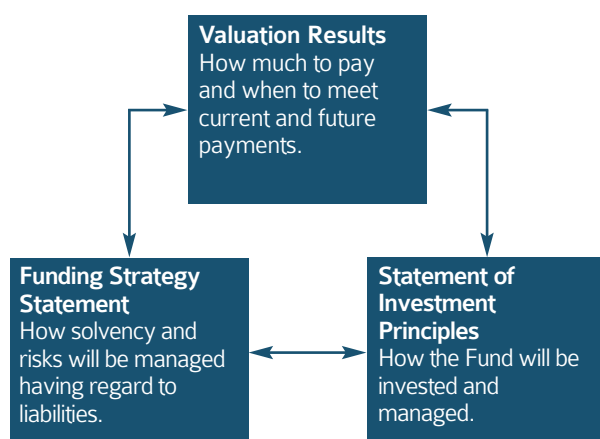 Valuation Results
How much to pay
and when to meet
current and future
payments.
Funding Strategy
Statement
How solvency and
risks will be managed
having regard to
liabilities.
Statement of
Investment
Principles
How the Fund will be
invested and
managed.